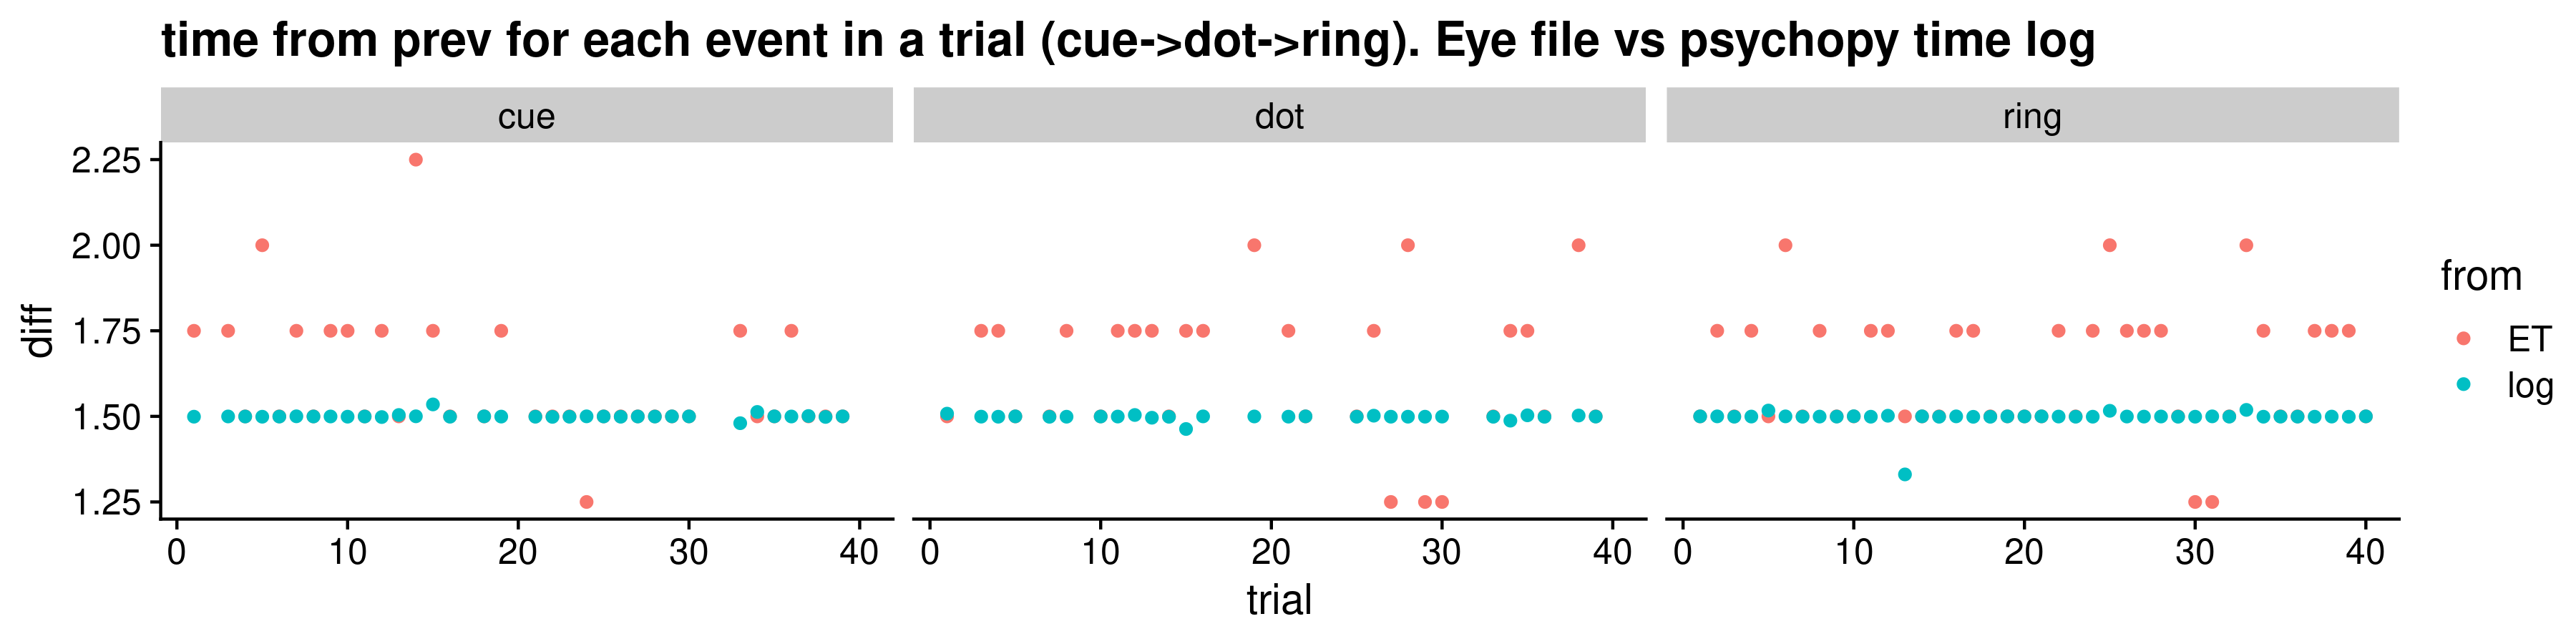 time from prev for each event in a trial (cue->dot->ring). Eye file vs psychopy time log
cue dot ring
2.25
2.00
1.75
1.50
1.25
diff
0 10 20 30 40 0 10 20 30 40 0 10 20 30 40
trial
from
ET
log